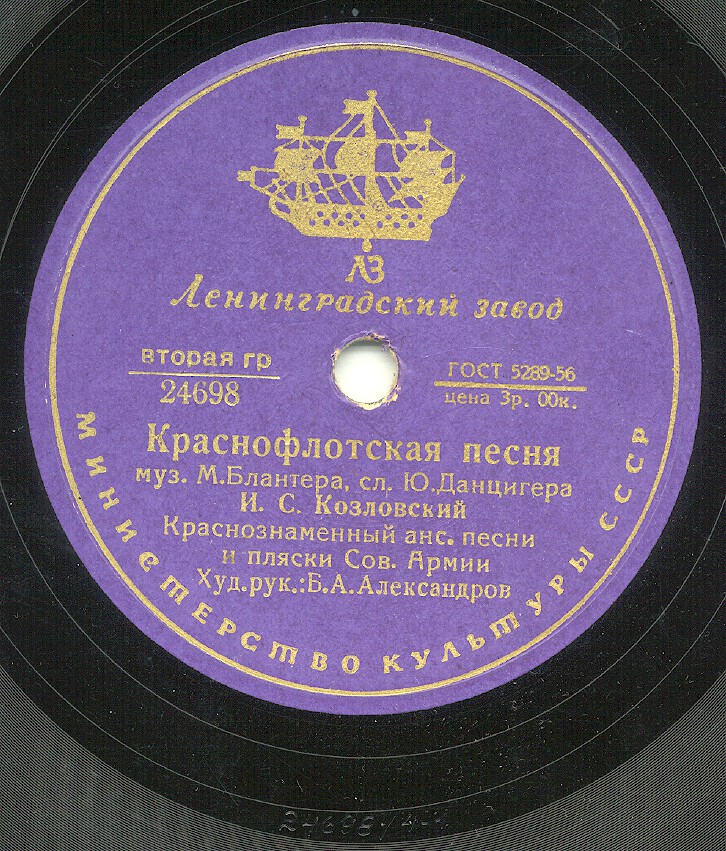 ЛЗ
Ленинградский завод
вторая гр
24698
ГОСТ 5289-56
цена 3р. 00к.
Краснофлотская песня
муз. М.Блантера, сл. Ю.Данцигера
И. С. Козловский
Краснознаменный анс. песни
и пляски Сов. Армии
Худ.рук.:Б.А.Александров
МИНИСТЕРСТВО КУЛЬТУРЫ СССР
24698